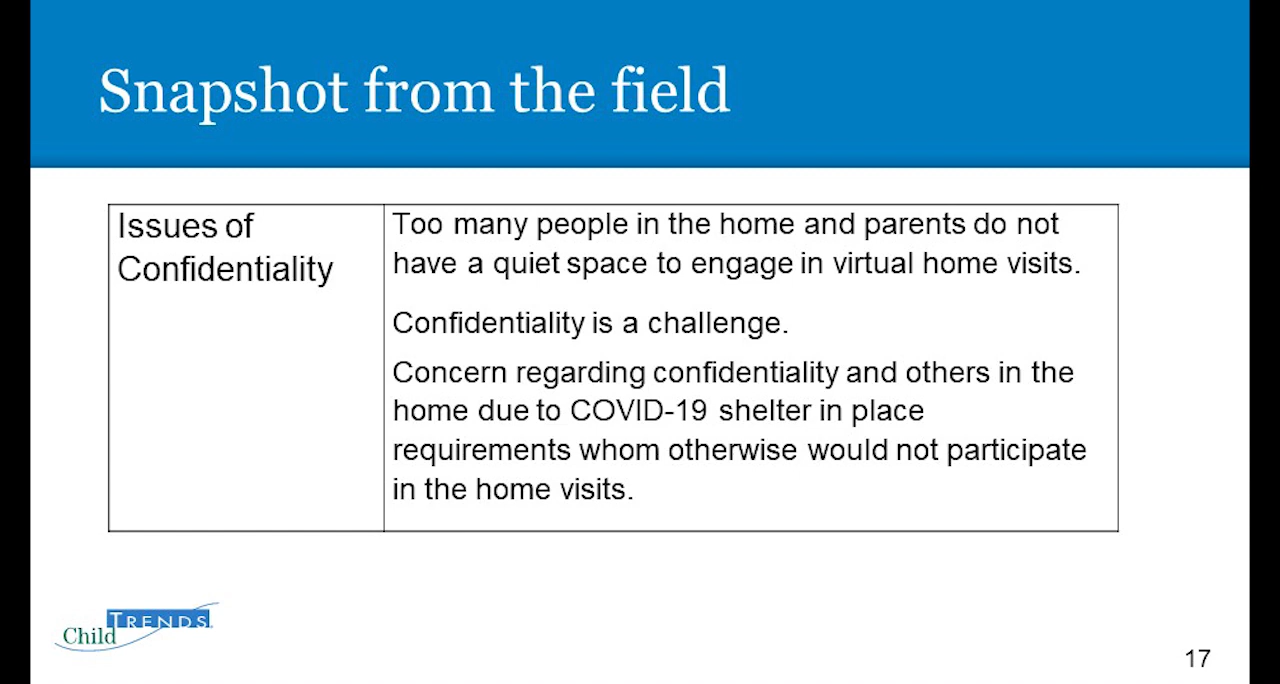 Snapshot from the field
Issues of
Confidentiality
Too many people in the home and parents do not
have a quiet space to engage in virtual home visits.
Confidentiality is a challenge.
Concern regarding confidentiality and others in the
home due to COVID-19 shelter in place
requirements whom otherwise would not participate
in the home visits.
Child TRENDS
17